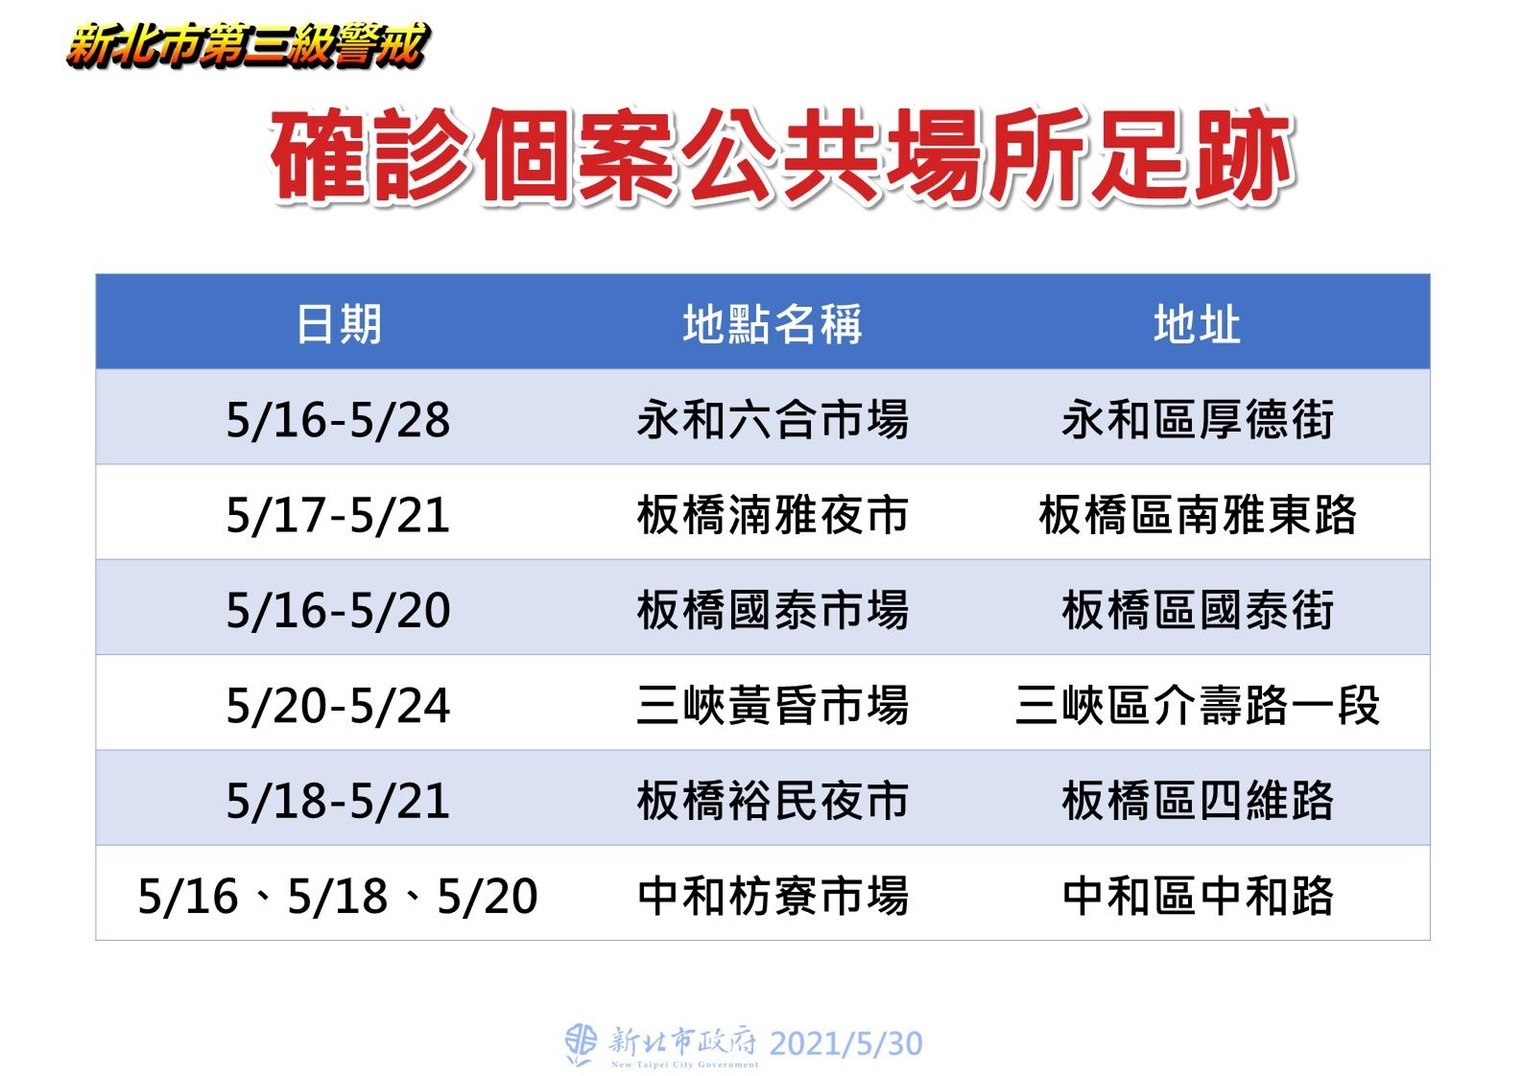 新北市第三級警戒
確診個案公共場所足跡
日期 地點名稱 地址
5/16-5/28 永和六合市場 永和區厚德街
5/17-5/21 板橋湳雅夜市 板橋區南雅東路
5/16-5/20 板橋國泰市場 板橋區國泰街
5/20-5/24 三峽黃昏市場 三峽區介壽路一段
5/18-5/21 板橋裕民夜市 板橋區四維路
5/16、5/18、5/20 中和枋寮市場 中和區中和路
新北市政府 2021/5/30
New Taipei City Government